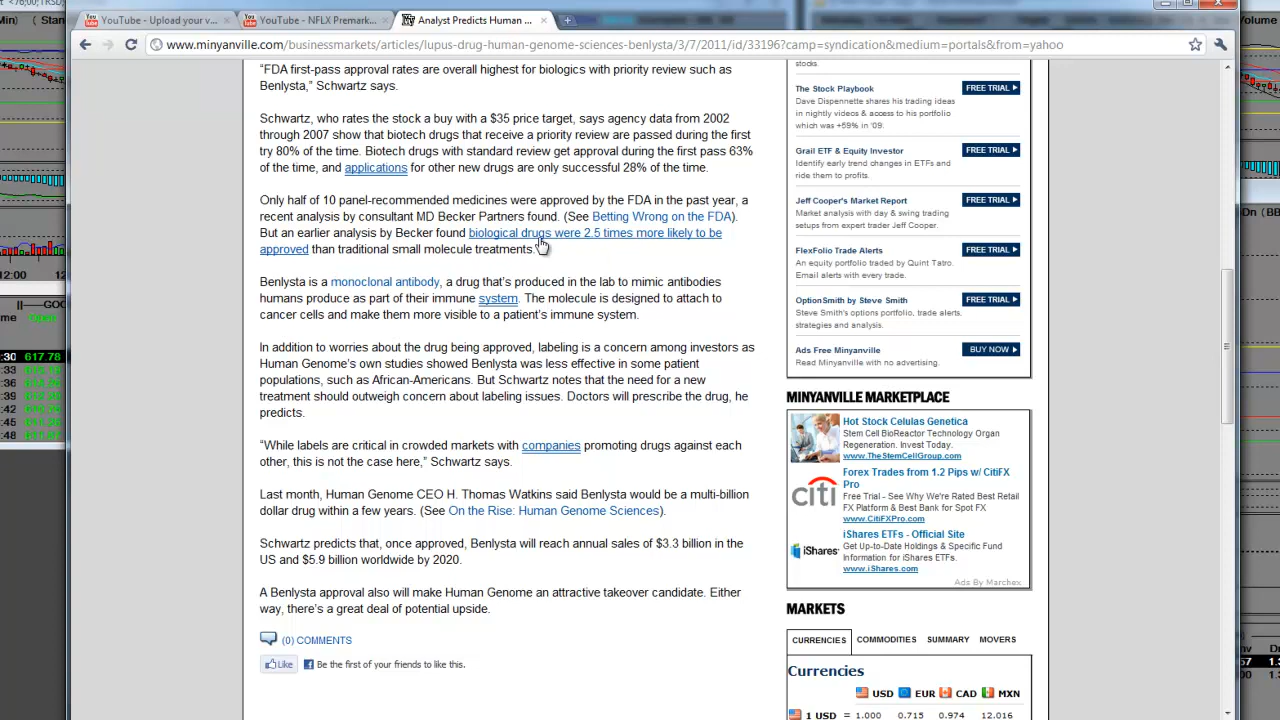 <76;00;TRSD,
(Stand
YouTube - Upload your v...
YouTube - NFLX Premark...
Analyst Predicts Human ...
Volume
www.minyanville.com/businessmarkets/articles/lupus-drug-human-genome-sciences-benlysta/3/7/2011/id/33196?camp=syndication&medium=portals&from=yahoo
“FDA first-pass approval rates are overall highest for biologics with priority review such as
Benlysta,” Schwartz says.
Schwartz, who rates the stock a buy with a $35 price target, says agency data from 2002
through 2007 show that biotech drugs that receive a priority review are passed during the first
try 80% of the time. Biotech drugs with standard review get approval during the first pass 63%
of the time, and applications for other new drugs are only successful 28% of the time.
Only half of 10 panel-recommended medicines were approved by the FDA in the past year, a
recent analysis by consultant MD Becker Partners found. (See Betting Wrong on the FDA).
But an earlier analysis by Becker found biological drugs were 2.5 times more likely to be
approved than traditional small molecule treatments.
Benlysta is a monoclonal antibody, a drug that’s produced in the lab to mimic antibodies
humans produce as part of their immune system. The molecule is designed to attach to
cancer cells and make them more visible to a patient’s immune system.
In addition to worries about the drug being approved, labeling is a concern among investors as
Human Genome’s own studies showed Benlysta was less effective in some patient
populations, such as African-Americans. But Schwartz notes that the need for a new
treatment should outweigh concern about labeling issues. Doctors will prescribe the drug, he
predicts.
“While labels are critical in crowded markets with companies promoting drugs against each
other, this is not the case here,” Schwartz says.
Last month, Human Genome CEO H. Thomas Watkins said Benlysta would be a multi-billion
dollar drug within a few years. (See On the Rise: Human Genome Sciences).
Schwartz predicts that, once approved, Benlysta will reach annual sales of $3.3 billion in the
US and $5.9 billion worldwide by 2020.
A Benlysta approval also will make Human Genome an attractive takeover candidate. Either
way, there’s a great deal of potential upside.
(0) COMMENTS
Like
Be the first of your friends to like this.
stocks.
The Stock Playbook
FREE TRIAL
Dave Dispennette shares his trading ideas
in nightly videos & access to his portfolio
which was +59% in '09.
Grail ETF & Equity Investor
FREE TRIAL
Identify early trend changes in ETFs and
ride them to profits.
Jeff Cooper's Market Report
FREE TRIAL
Market analysis with day & swing trading
setups from expert trader Jeff Cooper.
FlexFolio Trade Alerts
FREE TRIAL
An equity portfolio traded by Quint Tatro.
Email alerts with every trade.
OptionSmith by Steve Smith
FREE TRIAL
Steve Smith's options portfolio, trade alerts,
strategies and analysis.
Ads Free Minyanville
BUY NOW
Read Minyanville with no advertising.
MINYANVILLE MARKETPLACE
Hot Stock Celulas Genetica
Stem Cell BioReactor Technology Organ
Regeneration. Invest Today.
www.TheStemCellGroup.com
citi
Forex Trades from 1.2 Pips w/ CitiFX
Pro
Free Trial - See Why We're Rated Best Retail
FX Platform & Best Bank for Spot FX
www.CitiFXPro.com
iShares
iShares ETFs - Official Site
Get Up-to-Date Holdings & Specific Fund
Information for iShares ETFs.
www.iShares.com
Ads By Marchex
MARKETS
CURRENCIES COMMODITIES SUMMARY MOVERS
Currencies
USD EUR CAD MXN
1 USD = 1.000 0.715 0.974 12.016
12:00
GOO
me Open
:30 617.78
:33
:39
:42
:48
On (BB
Volume